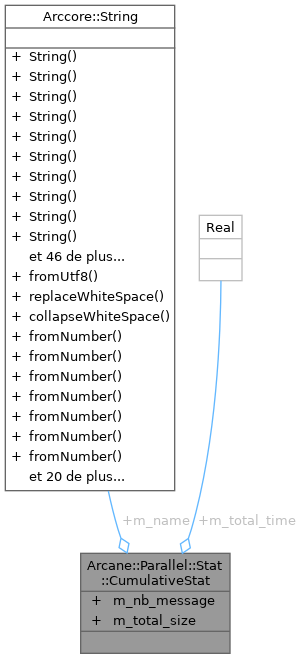 Arccore::String
+ String()
+ String()
+ String()
+ String()
+ String()
+ String()
+ String()
+ String()
+ String()
+ String()
et 46 de plus...
+ fromUtf8()
+ replaceWhiteSpace()
+ collapseWhiteSpace()
+ fromNumber()
+ fromNumber()
+ fromNumber()
+ fromNumber()
+ fromNumber()
+ fromNumber()
+ fromNumber()
et 20 de plus...
Real
+m_name
+m_total_time
Arcane::Parallel::Stat
::CumulativeStat
+ m_nb_message
+ m_total_size